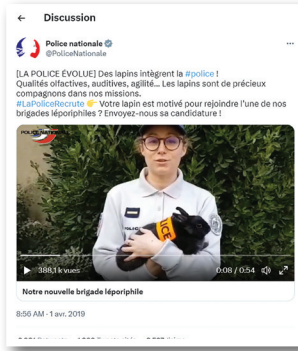 Discussion
Police nationale
@PoliceNationale
[LA POLICE ÉVOLUE] Des lapins intègrent la #police !
Qualités olfactives, auditives, agilité... Les lapins sont de précieux
compagnons dans nos missions.
#LaPoliceRecrute 👉 Votre lapin est motivé pour rejoindre l'une de nos
brigades léporiphiles ? Envoyez-nous sa candidature !
POLICE NATIONALE
POLICE
388,1 k vues
0:08 / 0:54
Notre nouvelle brigade léporiphile
8:56 AM · 1 avr. 2019